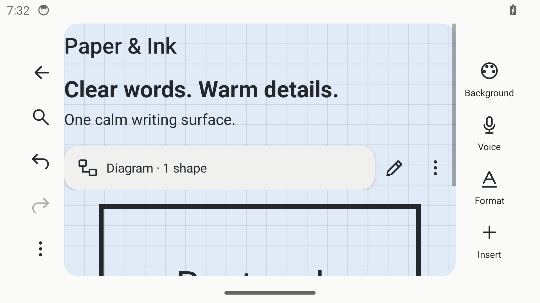 7:32
Paper & Ink
Clear words. Warm details.
One calm writing surface.
Diagram · 1 shape
Background
Voice
Format
Insert